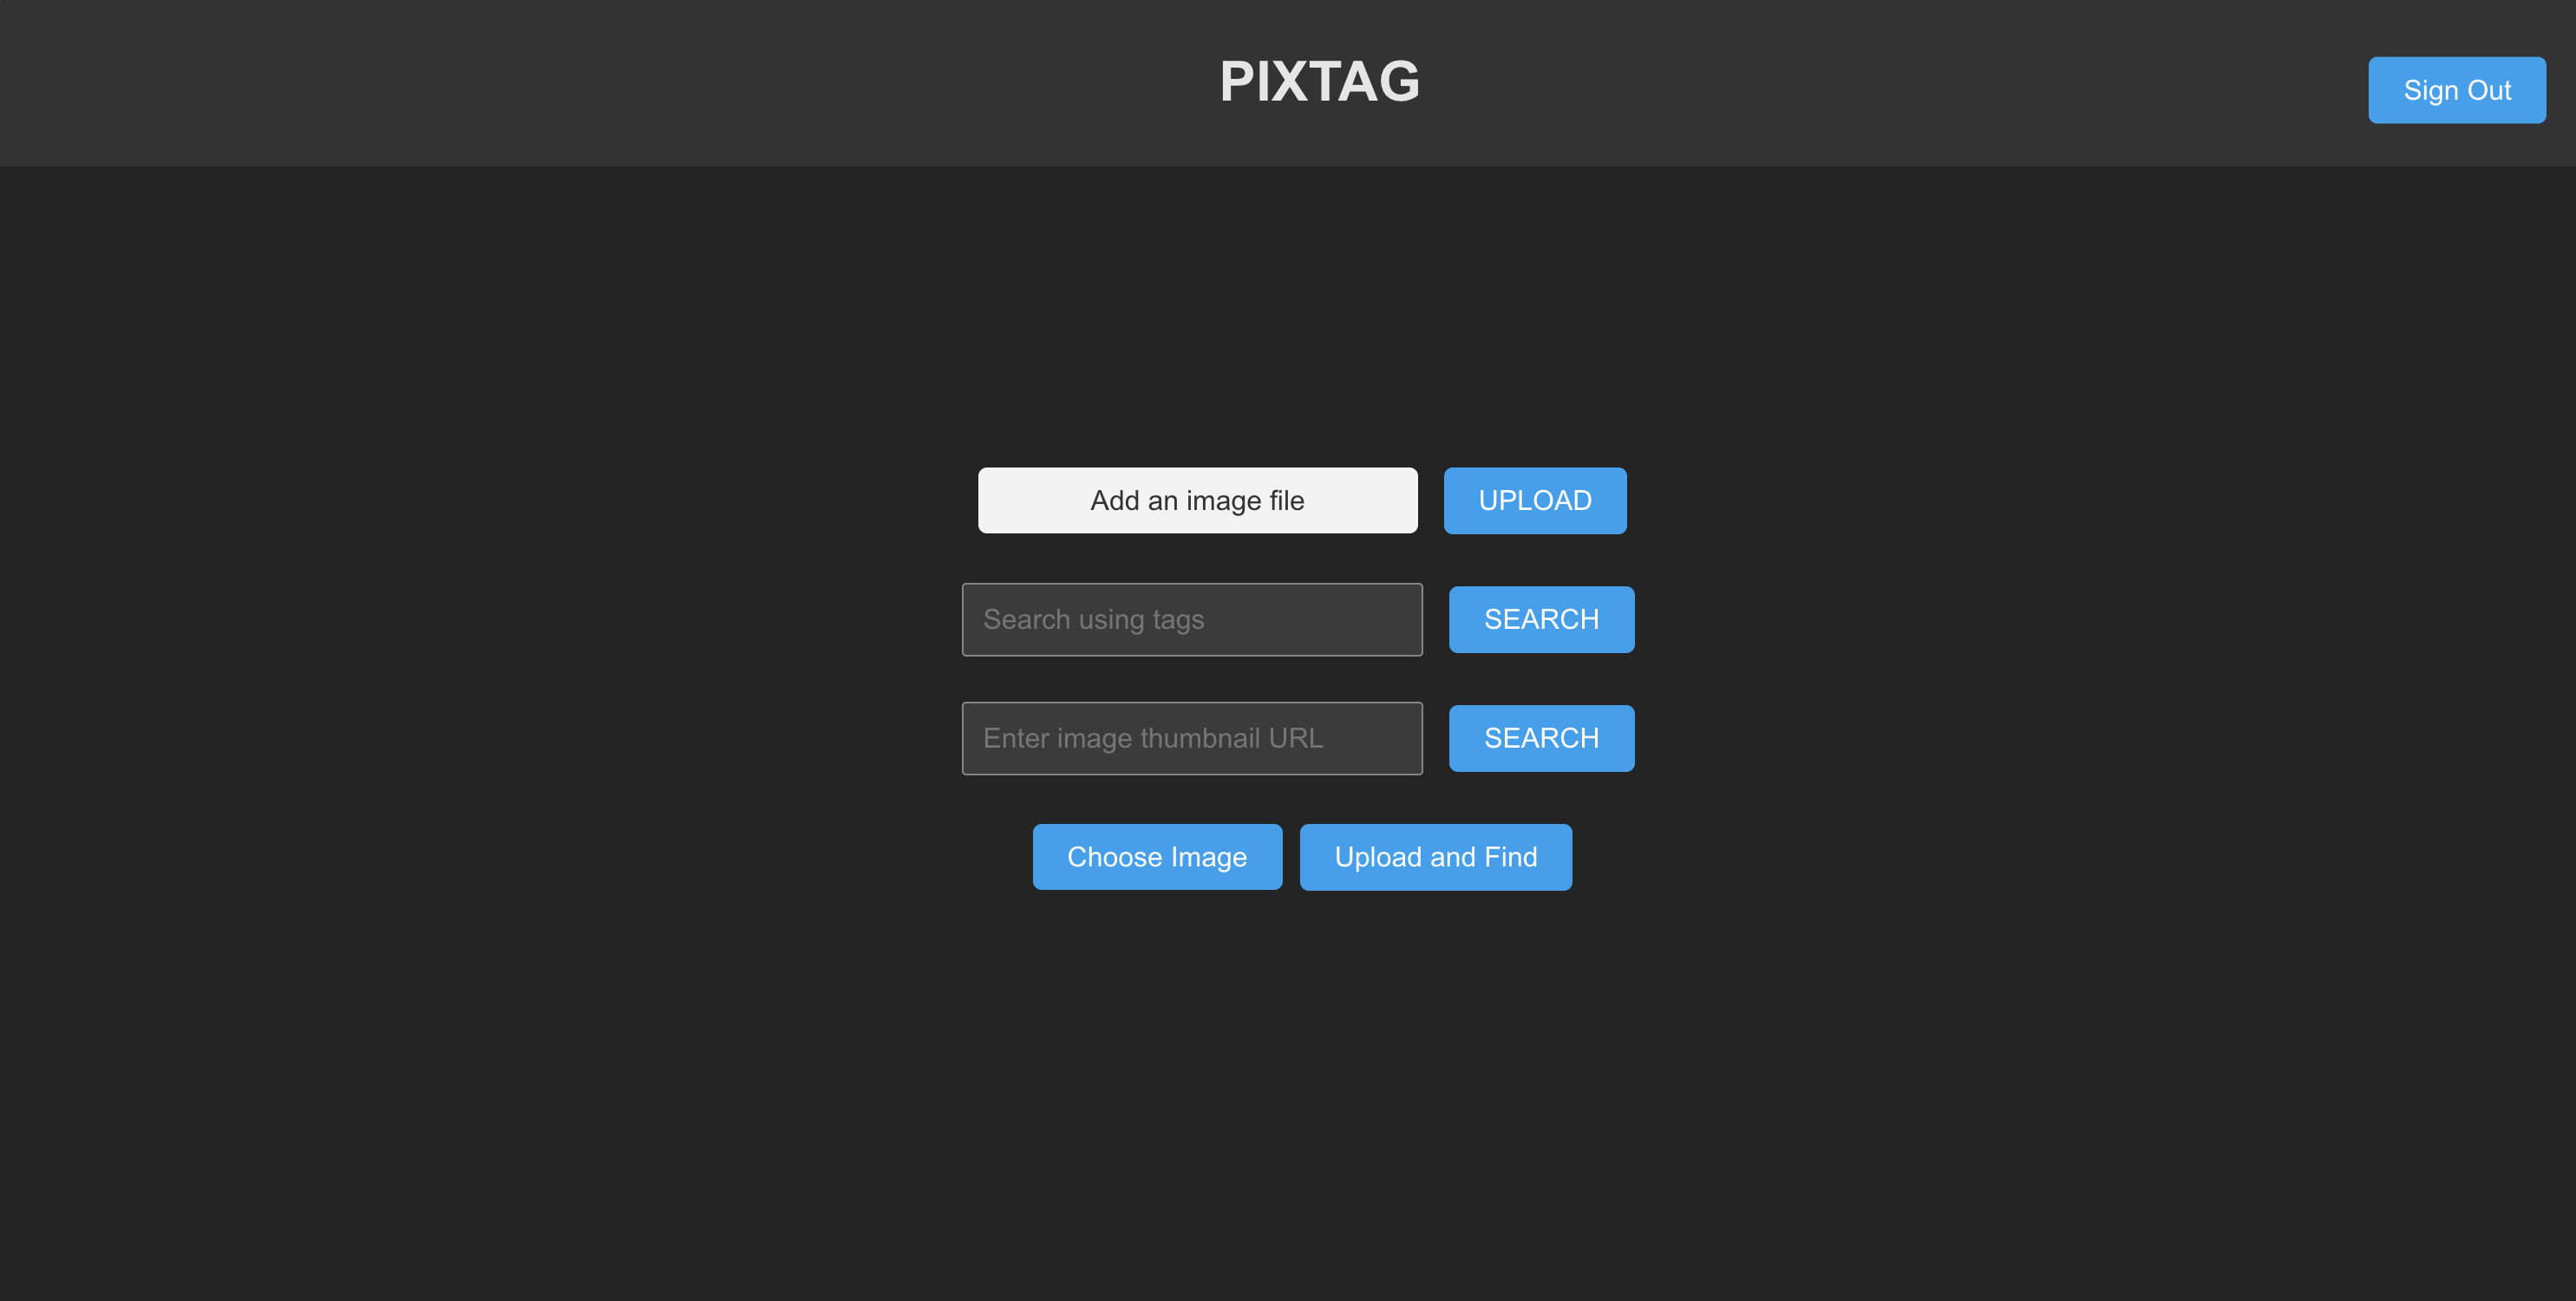 PIXTAG
Sign Out
Add an image file
UPLOAD
Search using tags
SEARCH
Enter image thumbnail URL
SEARCH
Choose Image
Upload and Find